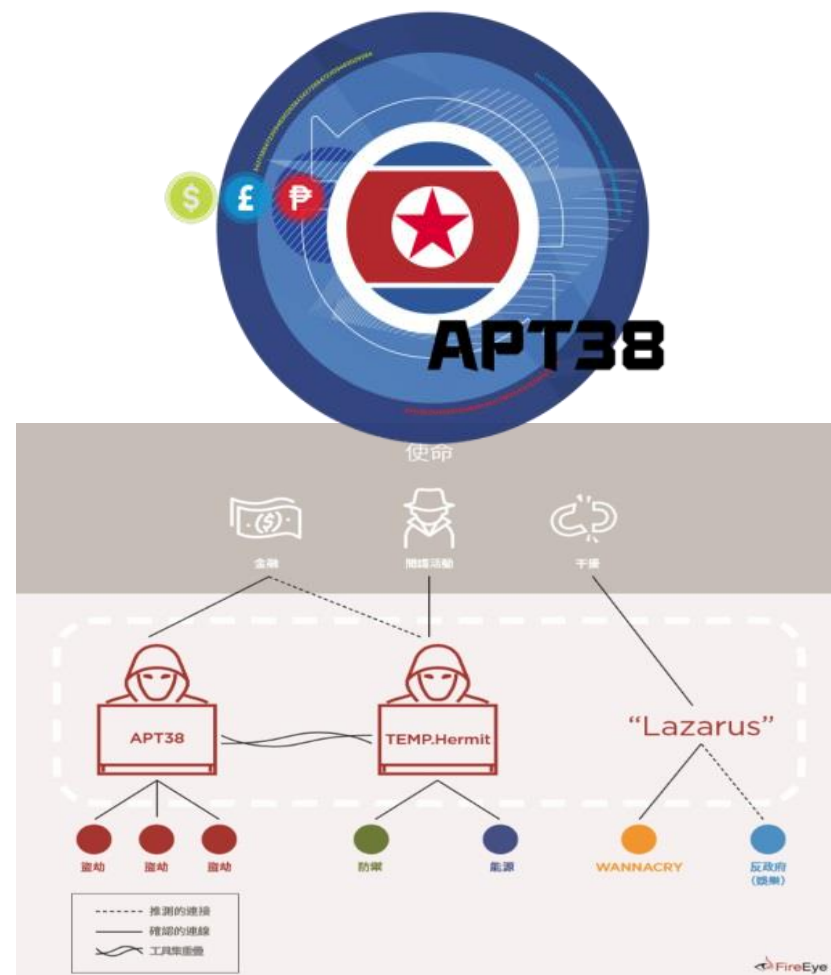 $ £ ₱
APT38
使命
($)
金融
間諜活動
干擾
APT38
TEMP.Hermit
“Lazarus”
盜劫
盜劫
盜劫
防禦
能源
WANNACRY
反政府
(娛樂)
推測的連接
確認的連線
工具集重疊
FireEye